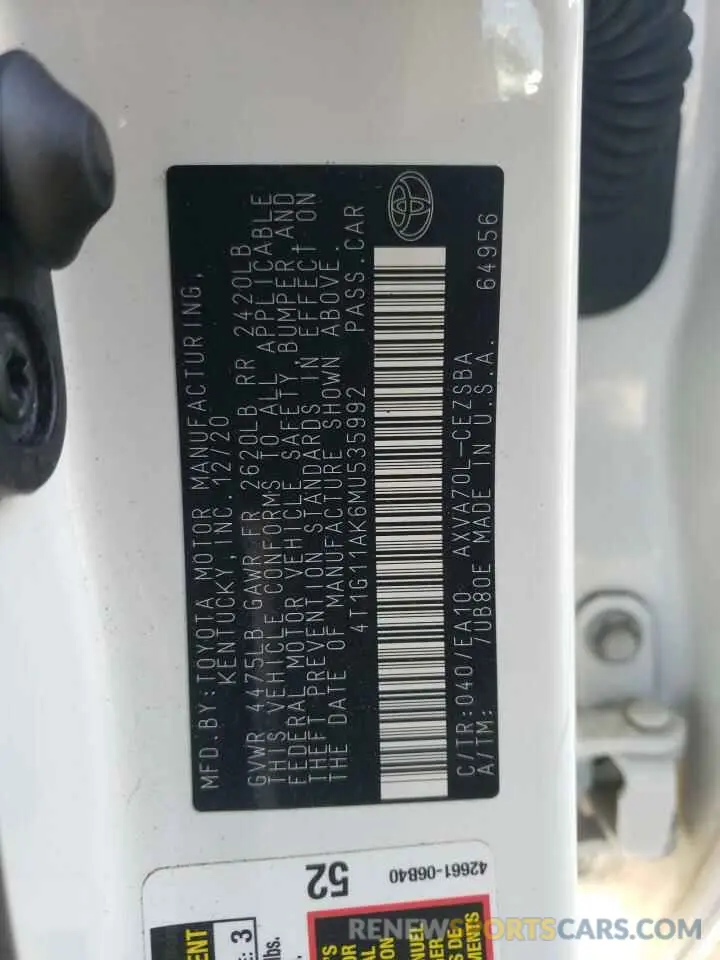 MFD.BY:TOYOTA MOTOR MANUFACTURING,
KENTUCKY,INC.12/20
GVWR 4475LB GAWR FR 2620LB RR 2420LB
THIS VEHICLE CONFORMS TO ALL APPLICABLE
FEDERAL MOTOR VEHICLE SAFETY, BUMPER AND
THEFT PREVENTION STANDARDS IN EFFECT ON
THE DATE OF MANUFACTURE SHOWN ABOVE.
4T1G11AK6MU535992 PASS.CAR
C/TR:040/EA10 AXVA70L-CEZSBA
A/TM: /UB80E MADE IN U.S.A. 64956
52
42661-06B40
3
lbs.
RENEWSPORTSCARS.COM